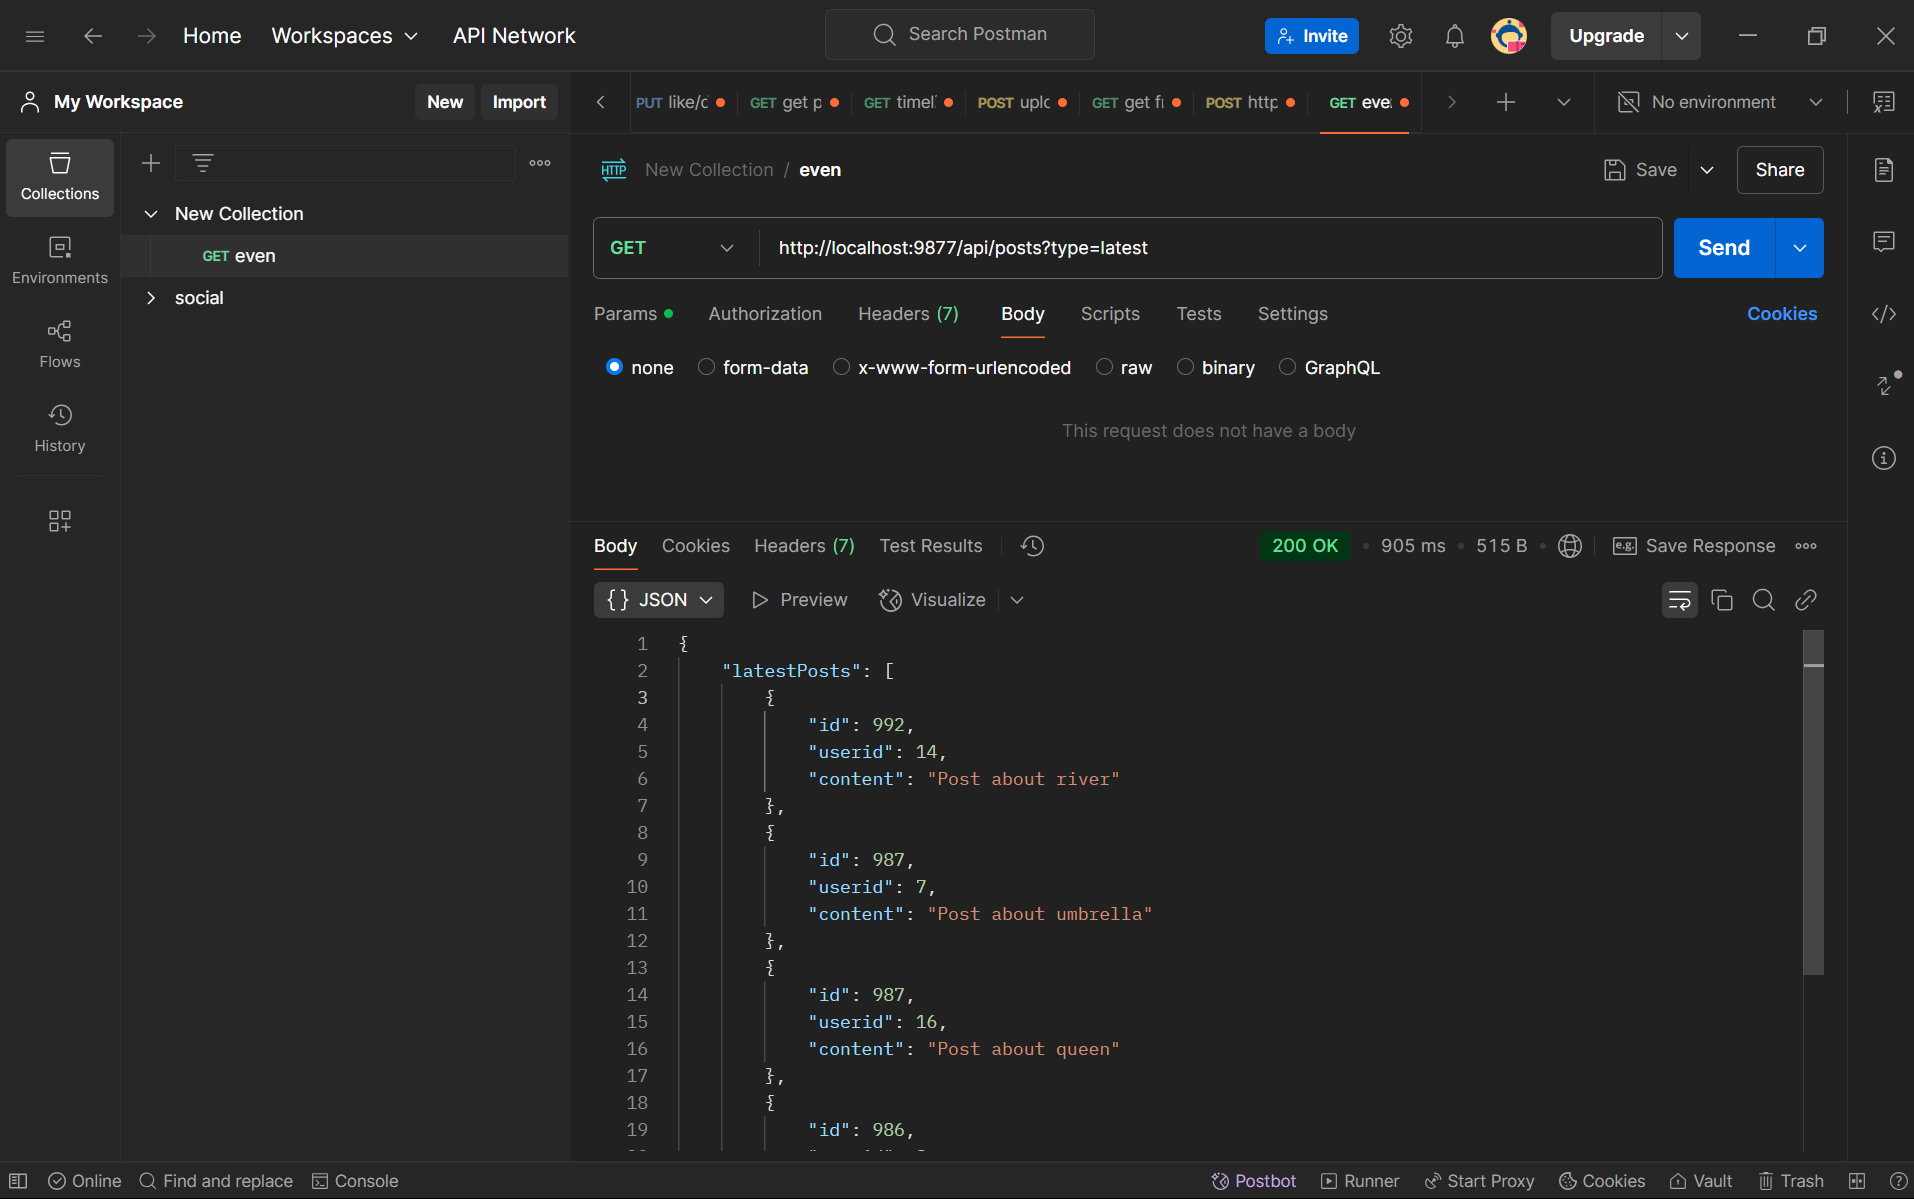 Home Workspaces API Network Search Postman Invite Upgrade
My Workspace New Import
PUT like/c GET get p GET timel POST uplo GET get fr POST http GET eve No environment
Collections
Environments
Flows
History
New Collection
GET even
social
HTTP New Collection / even Save Share
GET http://localhost:9877/api/posts?type=latest Send
Params Authorization Headers (7) Body Scripts Tests Settings Cookies
none form-data x-www-form-urlencoded raw binary GraphQL
This request does not have a body
Body Cookies Headers (7) Test Results 200 OK • 905 ms • 515 B • e.g. Save Response
{} JSON Preview Visualize
1 {
2 "latestPosts": [
3 {
4 "id": 992,
5 "userid": 14,
6 "content": "Post about river"
7 },
8 {
9 "id": 987,
10 "userid": 7,
11 "content": "Post about umbrella"
12 },
13 {
14 "id": 987,
15 "userid": 16,
16 "content": "Post about queen"
17 },
18 {
19 "id": 986,
Online Find and replace Console Postbot Runner Start Proxy Cookies Vault Trash